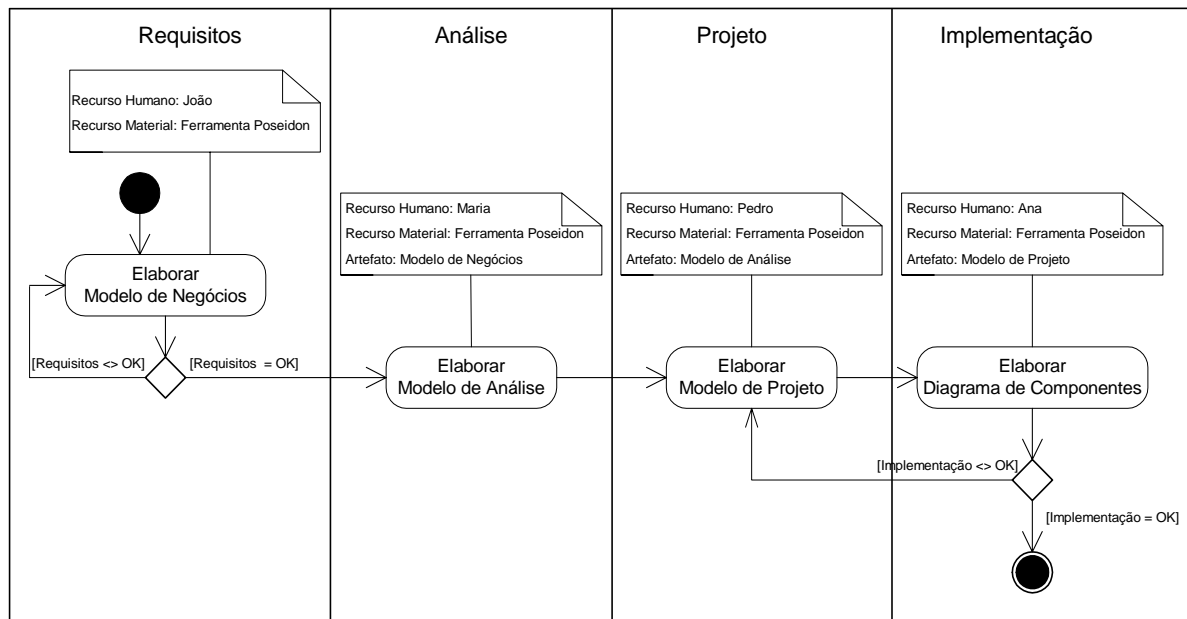 Requisitos
Análise
Projeto
Implementação
Recurso Humano: João
Recurso Material: Ferramenta Poseidon
Recurso Humano: Maria
Recurso Material: Ferramenta Poseidon
Artefato: Modelo de Negócios
Recurso Humano: Pedro
Recurso Material: Ferramenta Poseidon
Artefato: Modelo de Análise
Recurso Humano: Ana
Recurso Material: Ferramenta Poseidon
Artefato: Modelo de Projeto
Elaborar
Modelo de Negócios
[Requisitos <> OK]
[Requisitos = OK]
Elaborar
Modelo de Análise
Elaborar
Modelo de Projeto
Elaborar
Diagrama de Componentes
[Implementação <> OK]
[Implementação = OK]